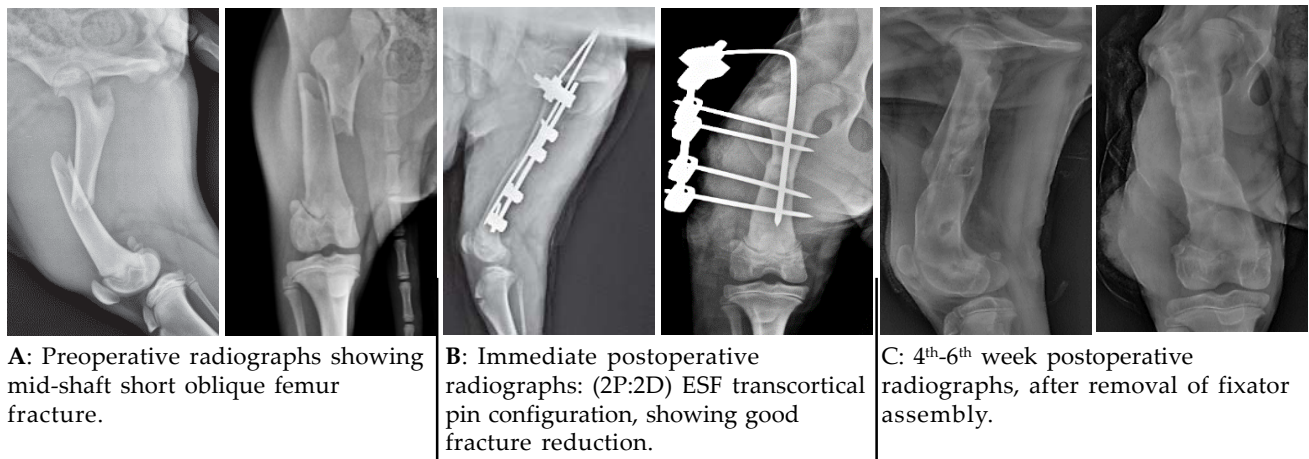 A: Preoperative radiographs showing
mid-shaft short oblique femur
fracture.
B: Immediate postoperative
radiographs: (2P:2D) ESF transcortical
pin configuration, showing good
fracture reduction.
C: 4th-6th week postoperative
radiographs, after removal of fixator
assembly.